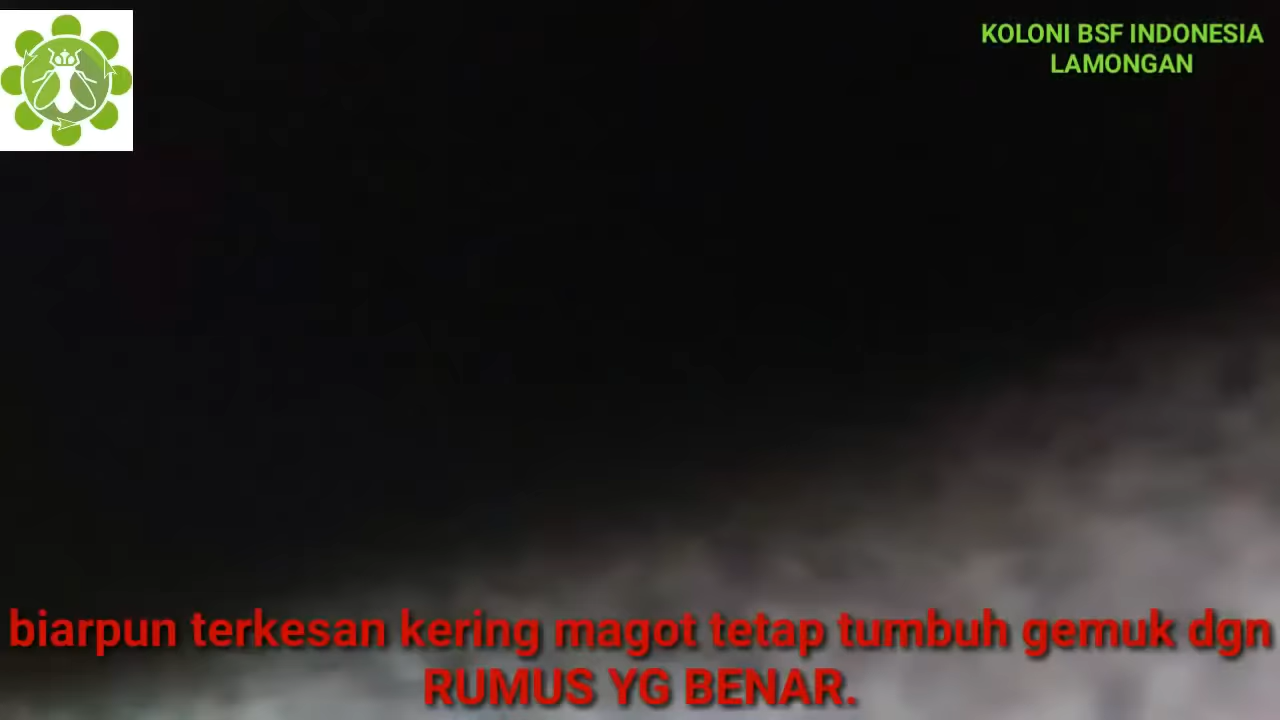 KOLONI BSF INDONESIA
LAMONGAN
biarpun terkesan kering magot tetap tumbuh gemuk dgn
RUMUS YG BENAR.